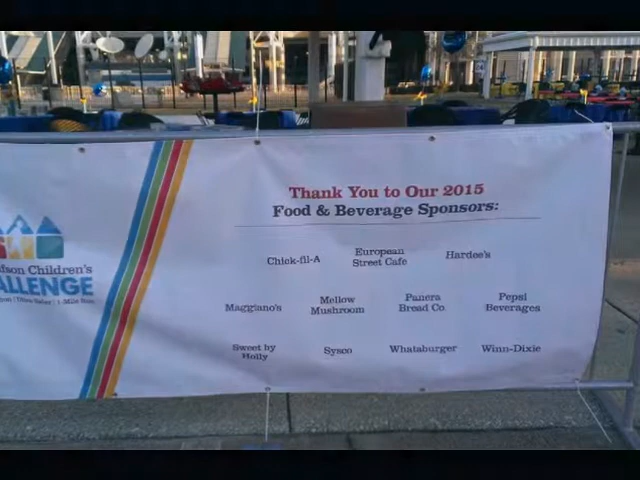 Children's
CHALLENGE
Thank You to Our 2015
Food & Beverage Sponsors:
Chick-fil-A
European
Street Cafe
Hardee's
Maggiano's
Mellow
Mushroom
Panera
Bread Co
Pepsi
Beverages
Sweet by
Holly
Sysco
Whataburger
Winn-Dixie